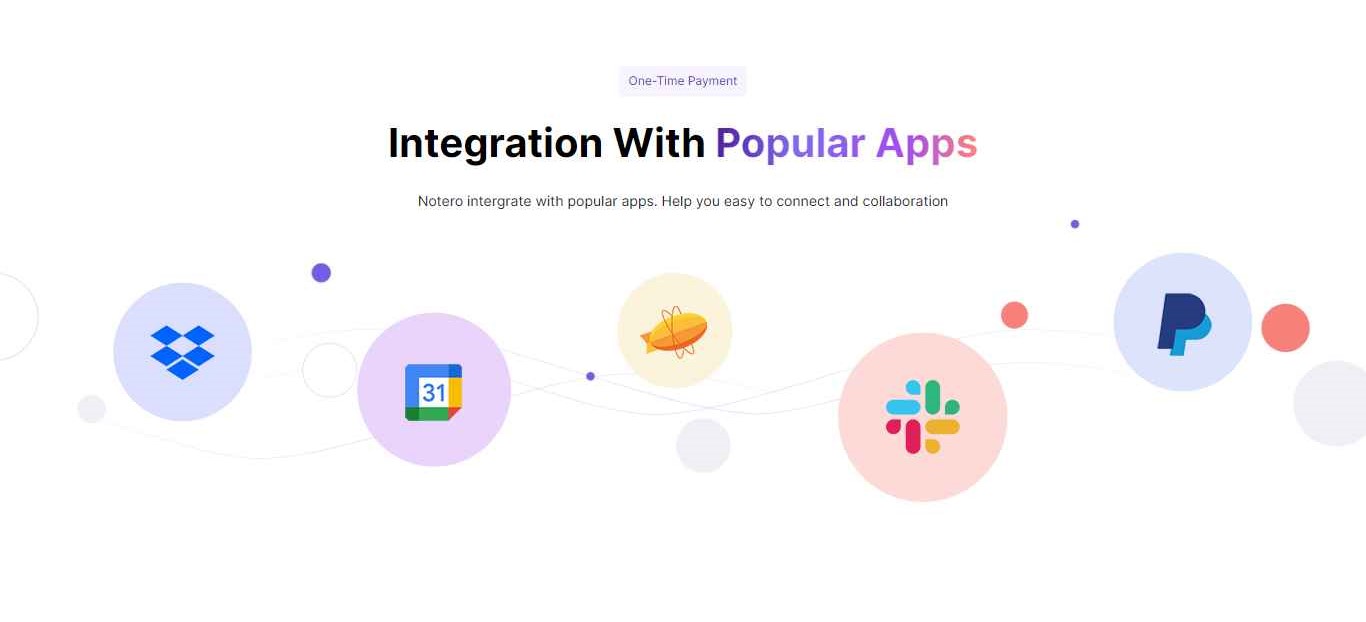 One-Time Payment
Integration With Popular Apps
Notero intergrate with popular apps. Help you easy to connect and collaboration
31